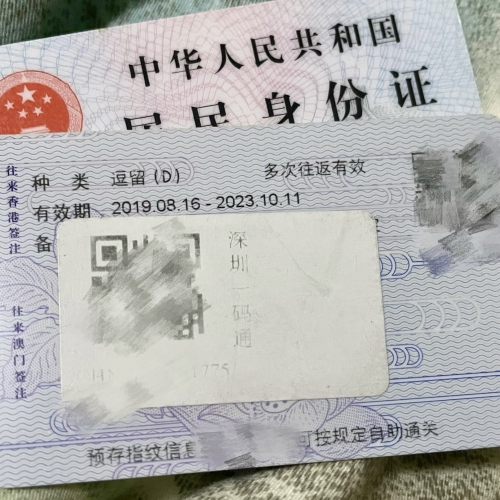 中华人民共和国
居民身份证
往来香港签注
种 类 逗留(D) 多次往返有效
有效期 2019.08.16 - 2023.10.11
备
深圳一码通
775
往来澳门签注
预存指纹信息
可按规定自助通关